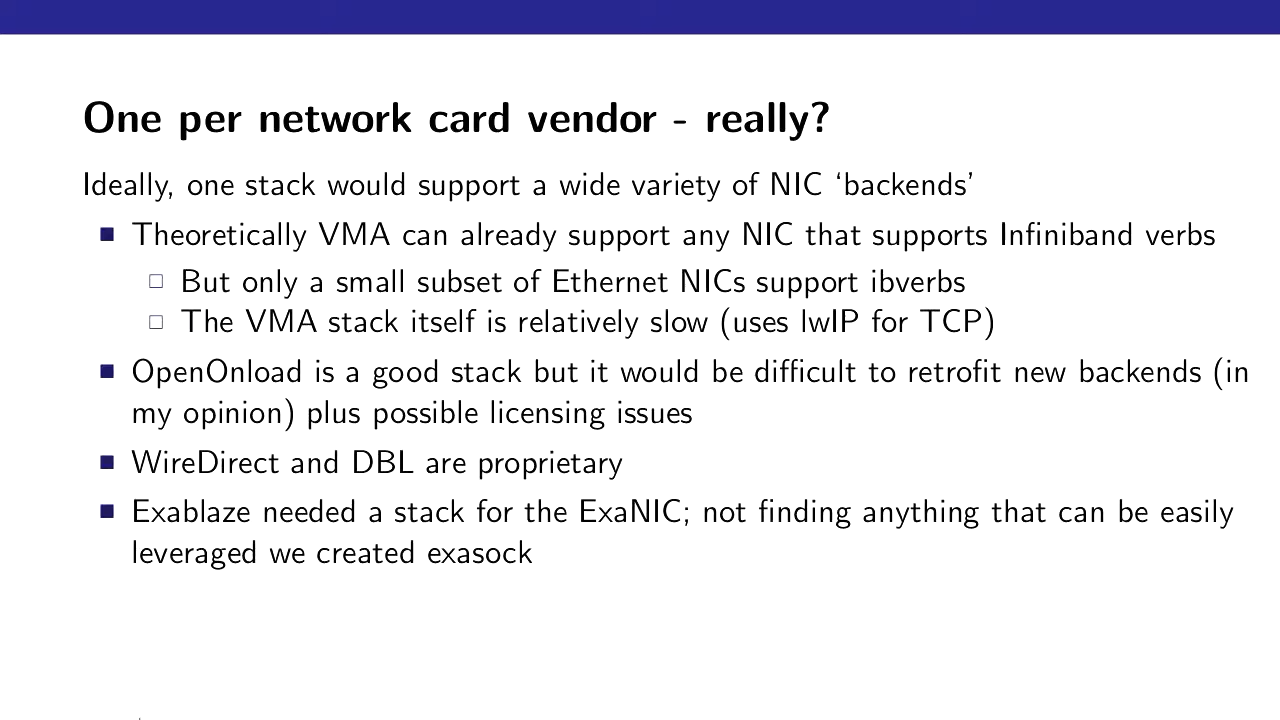 One per network card vendor - really?
Ideally, one stack would support a wide variety of NIC ‘backends’
Theoretically VMA can already support any NIC that supports Infiniband verbs
But only a small subset of Ethernet NICs support ibverbs
The VMA stack itself is relatively slow (uses lwIP for TCP)
OpenOnload is a good stack but it would be difficult to retrofit new backends (in
my opinion) plus possible licensing issues
WireDirect and DBL are proprietary
Exablaze needed a stack for the ExaNIC; not finding anything that can be easily
leveraged we created exasock